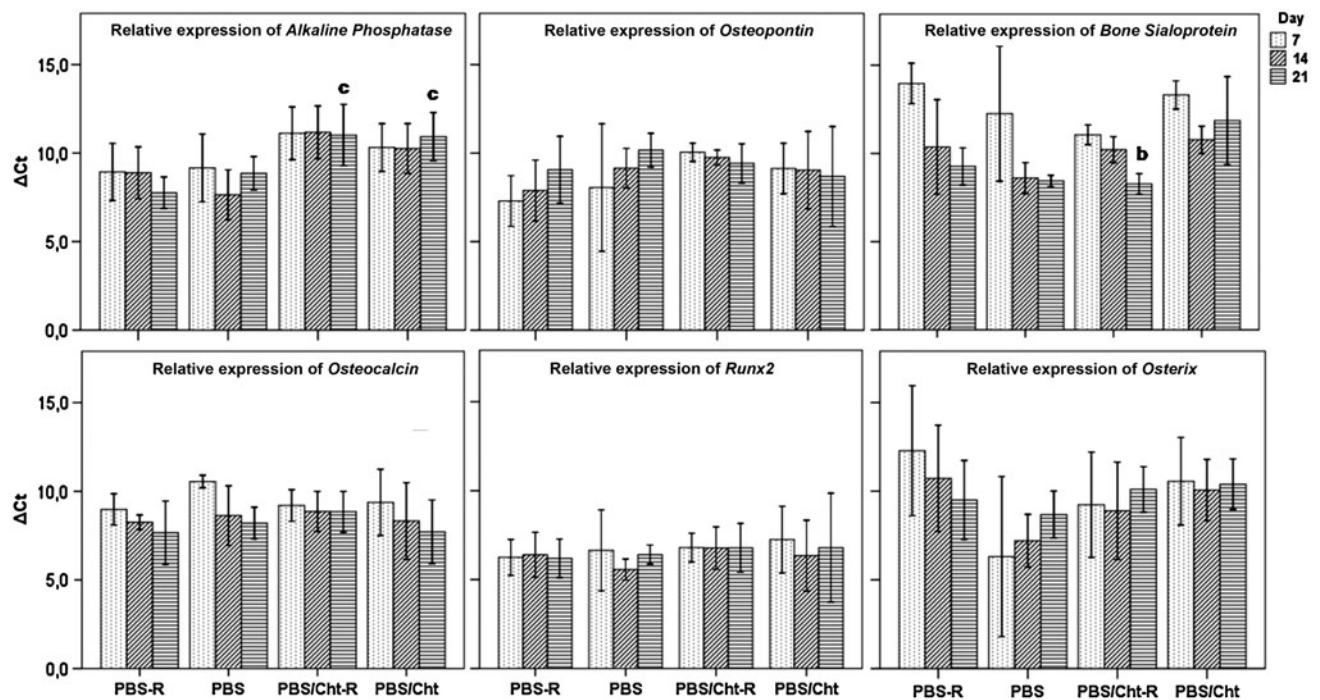 Relative expression of Alkaline Phosphatase
Relative expression of Osteopontin
Relative expression of Bone Sialoprotein
Day
7
14
21
15,0
10,0
5,0
0,0
ΔCt
c
c
b
Relative expression of Osteocalcin
Relative expression of Runx2
Relative expression of Osterix
15,0
10,0
5,0
0,0
ΔCt
PBS-R PBS PBS/Cht-R PBS/Cht
PBS-R PBS PBS/Cht-R PBS/Cht
PBS-R PBS PBS/Cht-R PBS/Cht